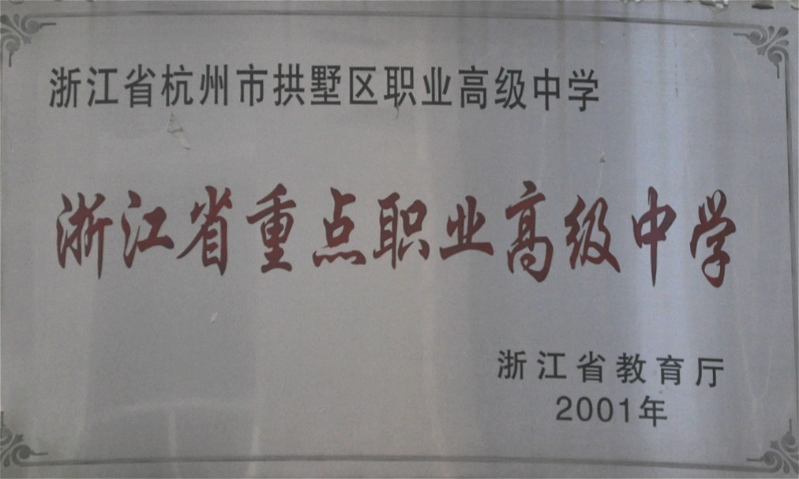 浙江省杭州市拱墅区职业高级中学
浙江省重点职业高级中学
浙江省教育厅
2001年